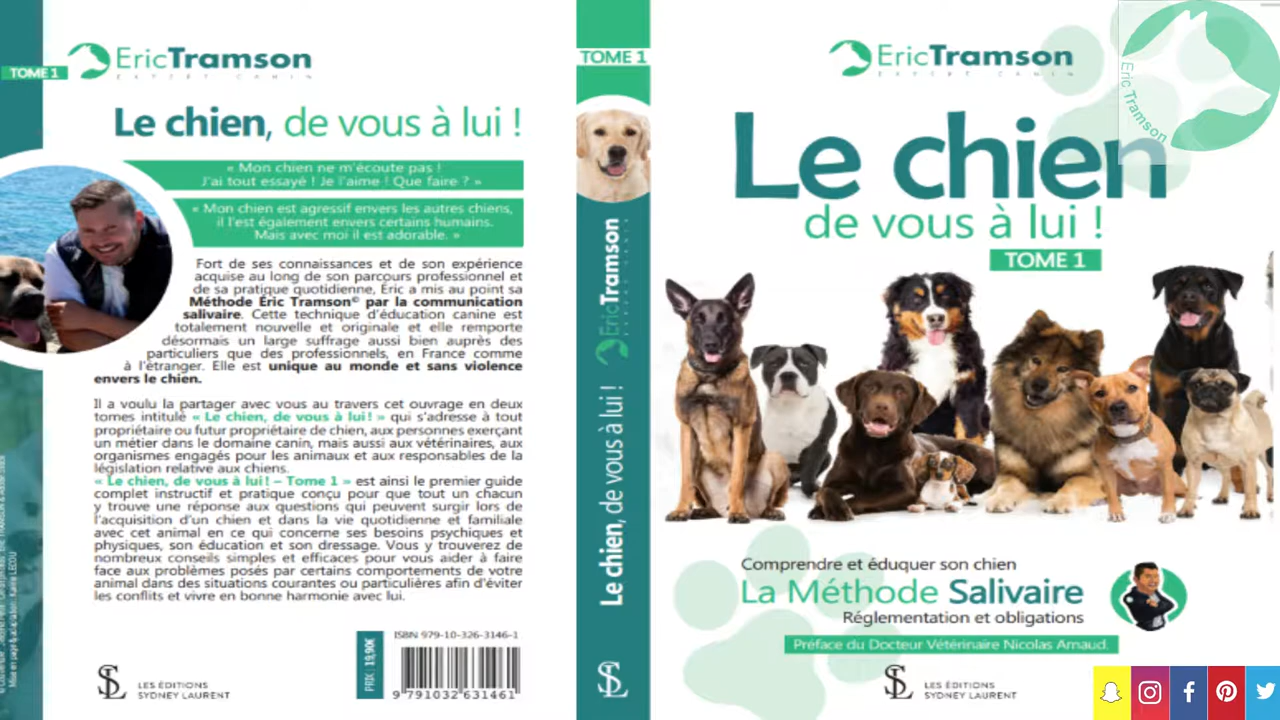 TOME 1
EricTramson
EXPERT CANIN
Le chien, de vous à lui !
« Mon chien ne m'écoute pas !
J'ai tout essayé ! Je l'aime ! Que faire ? »
« Mon chien est agressif envers les autres chiens,
il l'est également envers certains humains.
Mais avec moi il est adorable. »
Fort de ses connaissances et de son expérience
acquise au long de son parcours professionnel et
de sa pratique quotidienne, Eric a mis au point sa
Méthode Eric Tramson© par la communication
salivaire. Cette technique d'éducation canine est
totalement nouvelle et originale et elle remporte
désormais un large suffrage aussi bien auprès des
particuliers que des professionnels, en France comme
à l'étranger. Elle est unique au monde et sans violence
envers le chien.
Il a voulu la partager avec vous au travers cet ouvrage en deux
tomes intitulé « Le chien, de vous à lui ! » qui s'adresse à tout
propriétaire ou futur propriétaire de chien, aux personnes exerçant
un métier dans le domaine canin, mais aussi aux vétérinaires, aux
organismes engagés pour les animaux et aux responsables de la
législation relative aux chiens.
« Le chien, de vous à lui ! – Tome 1 » est ainsi le premier guide
complet instructif et pratique conçu pour que tout un chacun
y trouve une réponse aux questions qui peuvent surgir lors de
l'acquisition d'un chien et dans la vie quotidienne et familiale
avec cet animal en ce qui concerne ses besoins psychiques et
physiques, son éducation et son dressage. Vous y trouverez de
nombreux conseils simples et efficaces pour vous aider à faire
face aux problèmes posés par certains comportements de votre
animal dans des situations courantes ou particulières afin d'éviter
les conflits et vivre en bonne harmonie avec lui.
PRIX : 19,90€
ISBN 979-10-326-3146-1
9 791032 631461
SL
LES ÉDITIONS
SYDNEY LAURENT
TOME 1
EricTramson
EXPERT CANIN
Le chien, de vous à lui !
SL
EricTramson
EXPERT CANIN
Eric Tramson
Le chien
de vous à lui !
TOME 1
Comprendre et éduquer son chien
La Méthode Salivaire
Réglementation et obligations
Préface du Docteur Vétérinaire Nicolas Arnaud.
SL
LES ÉDITIONS
SYDNEY LAURENT